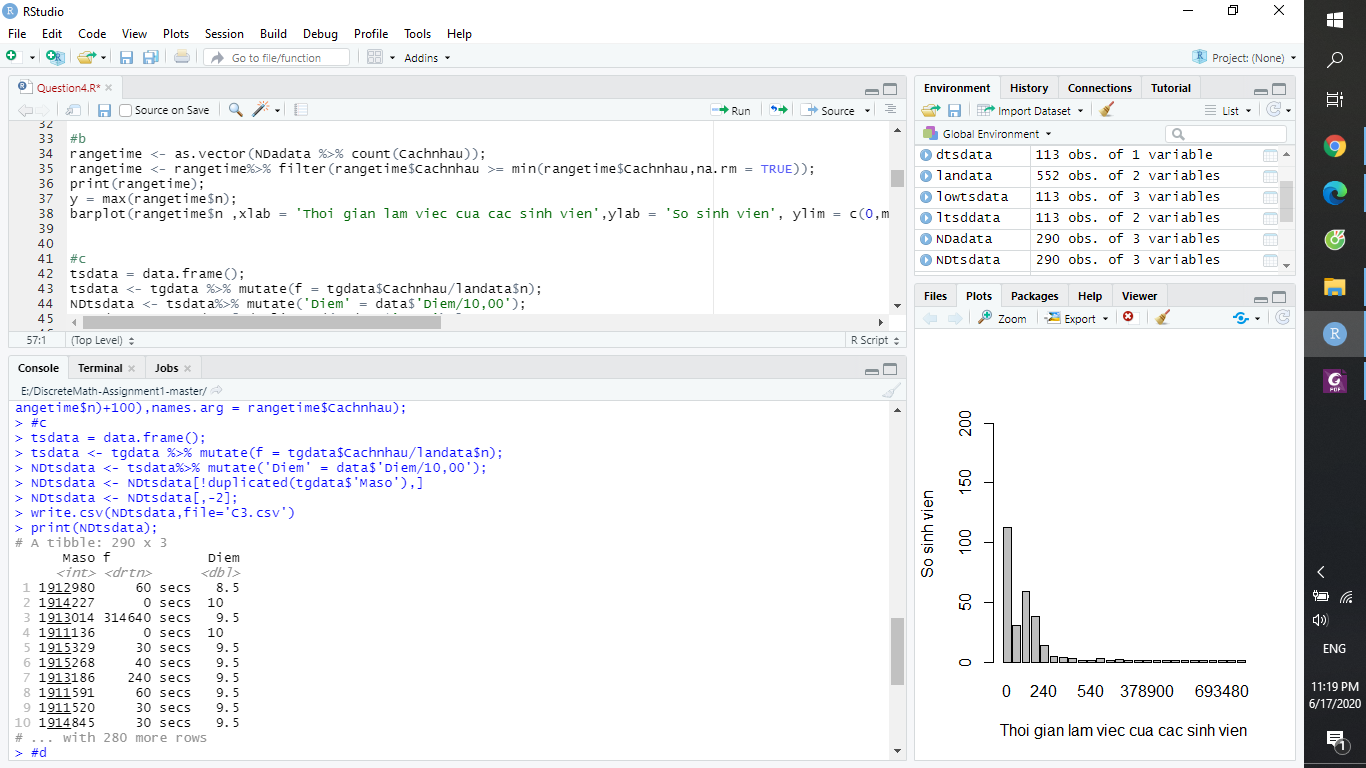 RStudio
File Edit Code View Plots Session Build Debug Profile Tools Help
Go to file/function Addins Project: (None)
Question4.R*
Source on Save Run Source
32
33 #b
34 rangetime <- as.vector(NDadata %>% count(Cachnhau));
35 rangetime <- rangetime%>% filter(rangetime$Cachnhau >= min(rangetime$Cachnhau,na.rm = TRUE));
36 print(rangetime);
37 y = max(rangetime$n);
38 barplot(rangetime$n ,xlab = 'Thoi gian lam viec cua cac sinh vien',ylab = 'So sinh vien', ylim = c(0,m
39
40
41 #c
42 tsdata = data.frame();
43 tsdata <- tgdata %>% mutate(f = tgdata$Cachnhau/landata$n);
44 NDtsdata <- tsdata%>% mutate('Diem' = data$'Diem/10,00');
45
57:1 (Top Level) R Script
Console Terminal Jobs
E:/DiscreteMath-Assignment1-master/
angetime$n)+100),names.arg = rangetime$Cachnhau);
> #c
> tsdata = data.frame();
> tsdata <- tgdata %>% mutate(f = tgdata$Cachnhau/landata$n);
> NDtsdata <- tsdata%>% mutate('Diem' = data$'Diem/10,00');
> NDtsdata <- NDtsdata[!duplicated(tgdata$'Maso'),]
> NDtsdata <- NDtsdata[,-2];
> write.csv(NDtsdata,file='C3.csv')
> print(NDtsdata);
# A tibble: 290 x 3
Maso f Diem
<int> <drtn> <dbl>
1 1912980 60 secs 8.5
2 1914227 0 secs 10
3 1913014 314640 secs 9.5
4 1911136 0 secs 10
5 1915329 30 secs 9.5
6 1915268 40 secs 9.5
7 1913186 240 secs 9.5
8 1911591 60 secs 9.5
9 1911520 30 secs 9.5
10 1914845 30 secs 9.5
# ... with 280 more rows
> #d
Environment History Connections Tutorial
Import Dataset List
Global Environment
dtsdata 113 obs. of 1 variable
landata 552 obs. of 2 variables
lowtsdata 113 obs. of 3 variables
ltsddata 113 obs. of 2 variables
NDadata 290 obs. of 3 variables
NDtsdata 290 obs. of 3 variables
Files Plots Packages Help Viewer
Zoom Export
So sinh vien
200
150
100
50
0
0 240 540 378900 693480
Thoi gian lam viec cua cac sinh vien
ENG
11:19 PM
6/17/2020
1